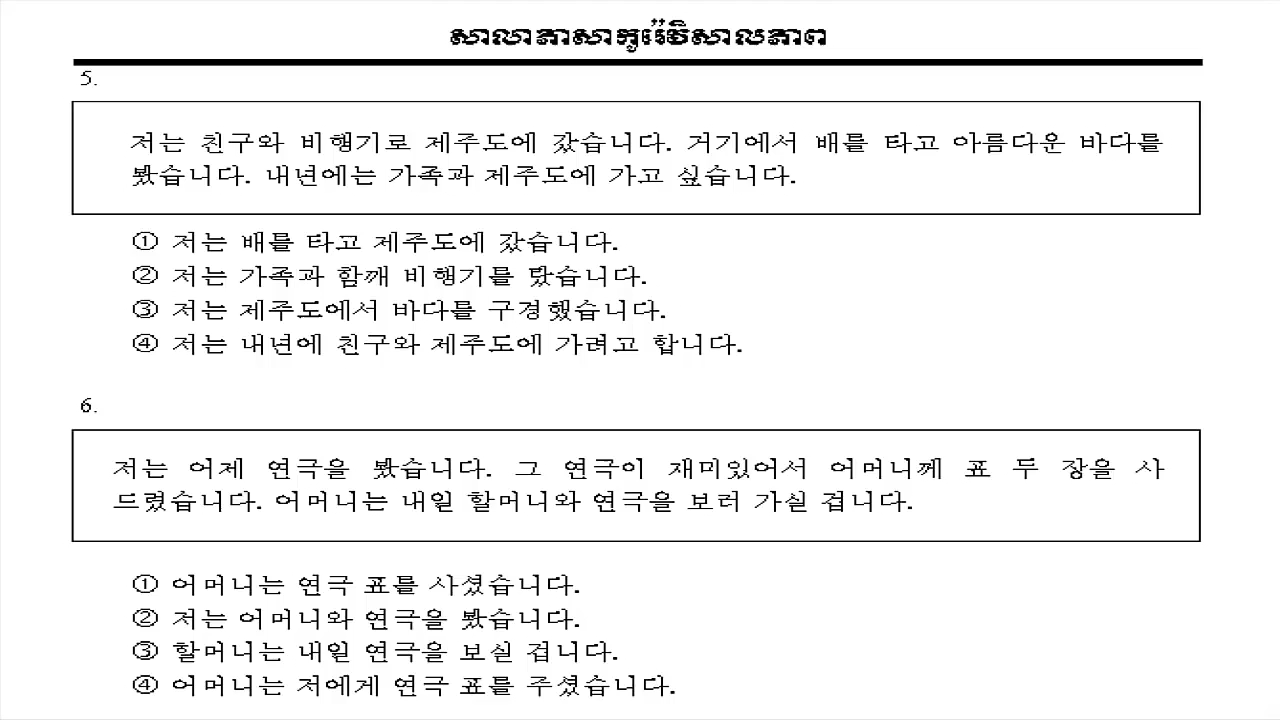 សាលាភាសាកូរ៉េវិសាលភាព
5.
저는 친구와 비행기로 제주도에 갔습니다. 거기에서 배를 타고 아름다운 바다를
봤습니다. 내년에는 가족과 제주도에 가고 싶습니다.
① 저는 배를 타고 제주도에 갔습니다.
② 저는 가족과 함께 비행기를 탔습니다.
③ 저는 제주도에서 바다를 구경했습니다.
④ 저는 내년에 친구와 제주도에 가려고 합니다.
6.
저는 어제 연극을 봤습니다. 그 연극이 재미있어서 어머니께 표 두 장을 사
드렸습니다. 어머니는 내일 할머니와 연극을 보러 가실 겁니다.
① 어머니는 연극 표를 사셨습니다.
② 저는 어머니와 연극을 봤습니다.
③ 할머니는 내일 연극을 보실 겁니다.
④ 어머니는 저에게 연극 표를 주셨습니다.